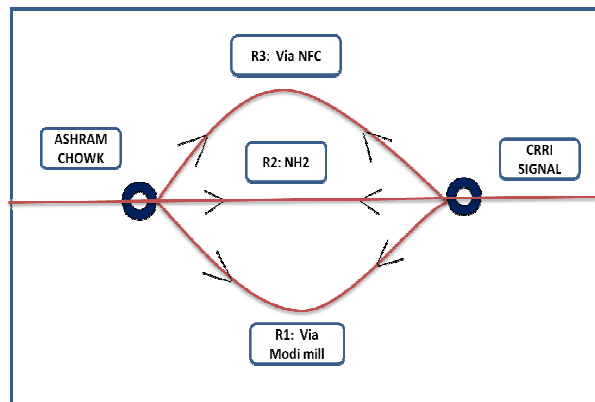 R3: Via NFC
ASHRAM
CHOWK
R2: NH2
CRRI
SIGNAL
R1: Via
Modi mill